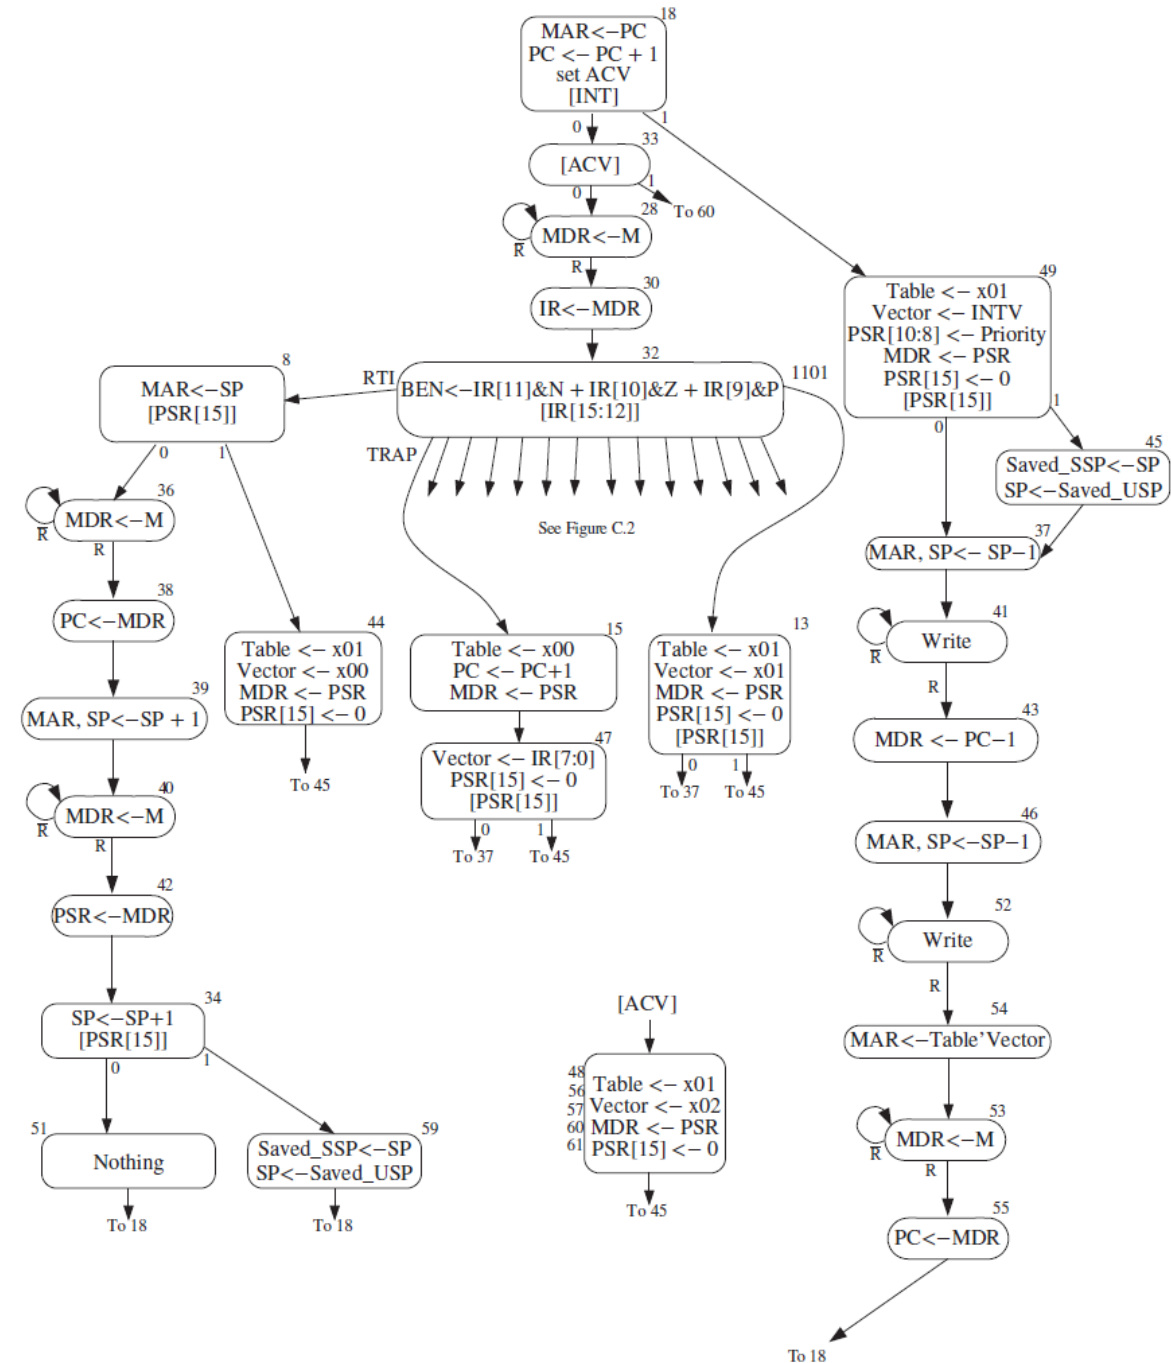 18
MAR<–PC
PC <– PC + 1
set ACV
[INT]
0
1
33
[ACV]
0
1
To 60
28
MDR<–M
R̅
R
30
IR<–MDR
32
BEN<–IR[11]&N + IR[10]&Z + IR[9]&P
[IR[15:12]]
RTI
TRAP
1101
See Figure C.2
8
MAR<–SP
[PSR[15]]
0
1
36
MDR<–M
R̅
R
38
PC<–MDR
39
MAR, SP<–SP + 1
40
MDR<–M
R̅
R
42
PSR<–MDR
34
SP<–SP+1
[PSR[15]]
0
1
51
Nothing
To 18
59
Saved_SSP<–SP
SP<–Saved_USP
To 18
44
Table <– x01
Vector <– x00
MDR <– PSR
PSR[15] <– 0
To 45
15
Table <– x00
PC <– PC+1
MDR <– PSR
47
Vector <– IR[7:0]
PSR[15] <– 0
[PSR[15]]
0
1
To 37
To 45
13
Table <– x01
Vector <– x01
MDR <– PSR
PSR[15] <– 0
[PSR[15]]
0
1
To 37
To 45
[ACV]
48
56
57
60
61
Table <– x01
Vector <– x02
MDR <– PSR
PSR[15] <– 0
To 45
49
Table <– x01
Vector <– INTV
PSR[10:8] <– Priority
MDR <– PSR
PSR[15] <– 0
[PSR[15]]
0
1
45
Saved_SSP<–SP
SP<–Saved_USP
37
MAR, SP<– SP–1
41
Write
R̅
R
43
MDR <– PC–1
46
MAR, SP<–SP–1
52
Write
R̅
R
54
MAR<–Table’Vector
53
MDR<–M
R̅
R
55
PC<–MDR
To 18